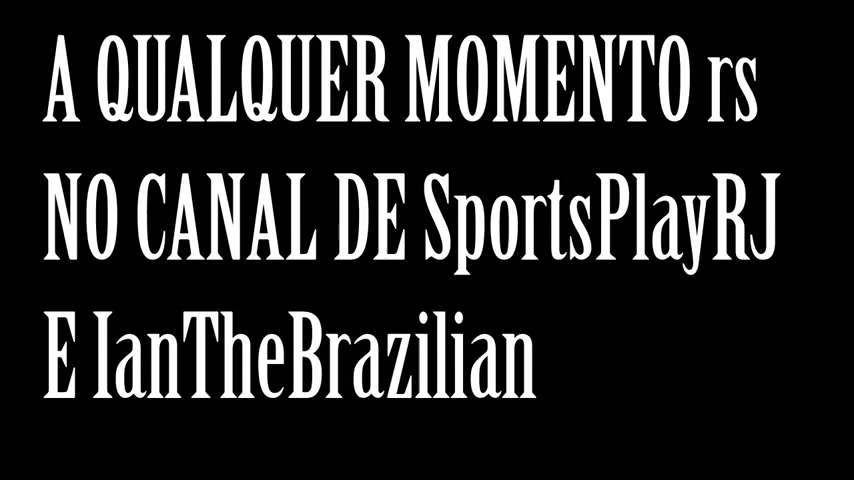 A QUALQUER MOMENTO rs
NO CANAL DE SportsPlayRJ
E IanTheBrazilian